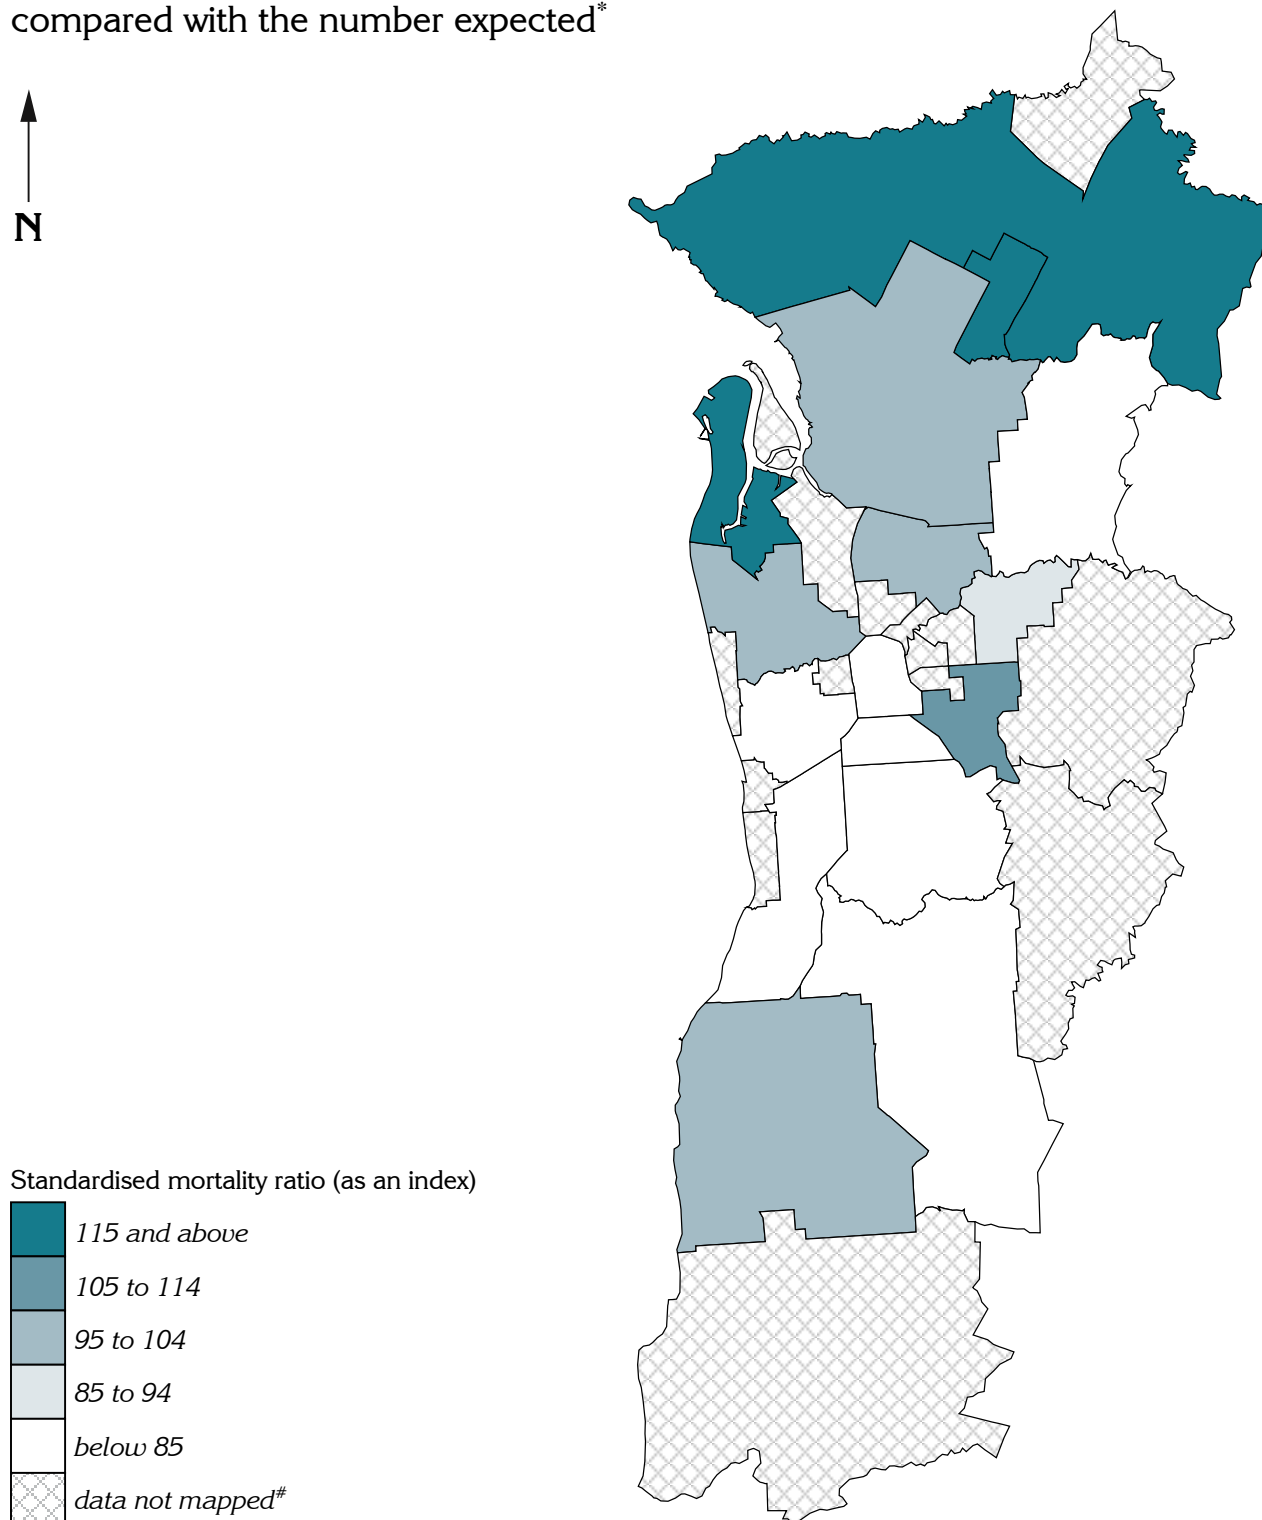 compared with the number expected*
N
Standardised mortality ratio (as an index)
115 and above
105 to 114
95 to 104
85 to 94
below 85
data not mapped#